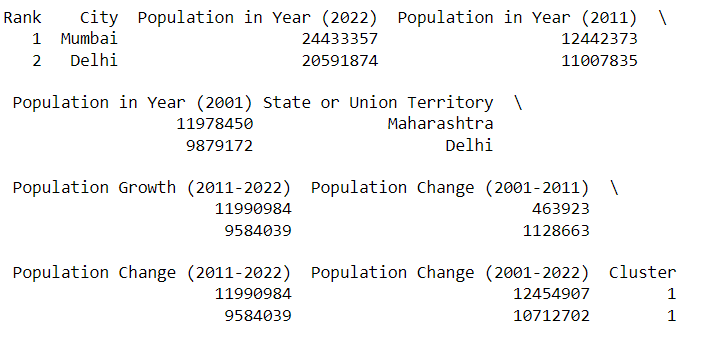 Rank City Population in Year (2022) Population in Year (2011) \
1 Mumbai 24433357 12442373
2 Delhi 20591874 11007835
Population in Year (2001) State or Union Territory \
11978450 Maharashtra
9879172 Delhi
Population Growth (2011-2022) Population Change (2001-2011) \
11990984 463923
9584039 1128663
Population Change (2011-2022) Population Change (2001-2022) Cluster
11990984 12454907 1
9584039 10712702 1